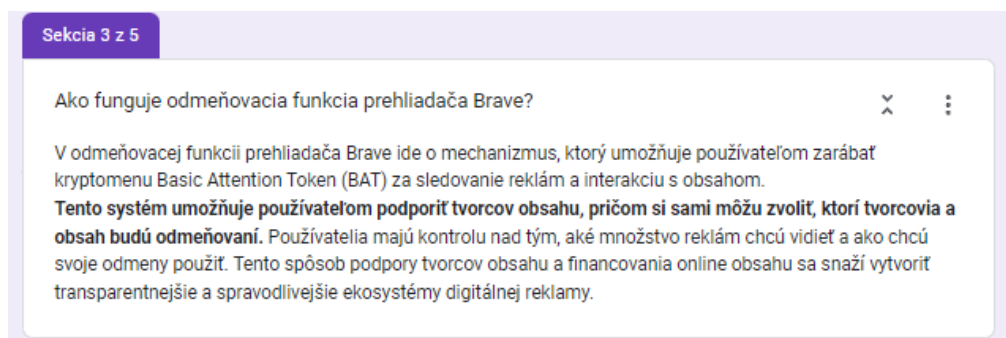 Sekcia 3 z 5
Ako funguje odmeňovacia funkcia prehliadača Brave?
V odmeňovacej funkcii prehliadača Brave ide o mechanizmus, ktorý umožňuje používateľom zarábať
kryptomenu Basic Attention Token (BAT) za sledovanie reklám a interakciu s obsahom.
Tento systém umožňuje používateľom podporiť tvorcov obsahu, pričom si sami môžu zvoliť, ktorí tvorcovia a
obsah budú odmeňovaní. Používatelia majú kontrolu nad tým, aké množstvo reklám chcú vidieť a ako chcú
svoje odmeny použiť. Tento spôsob podpory tvorcov obsahu a financovania online obsahu sa snaží vytvoriť
transparentnejšie a spravodlivejšie ekosystémy digitálnej reklamy.